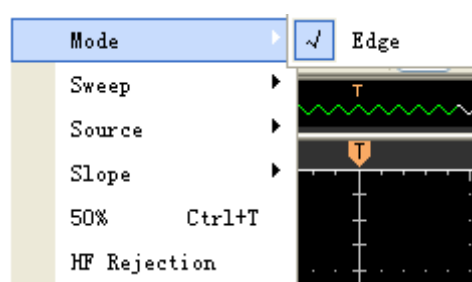 Mode
Edge
Sweep
T
Source
T
Slope
50% Ctrl+T
HF Rejection